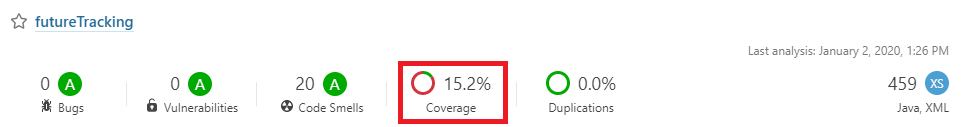 futureTracking
Last analysis: January 2, 2020, 1:26 PM
0 A 0 A 20 A 15.2% 0.0% 459 XS
Bugs Vulnerabilities Code Smells Coverage Duplications Java, XML